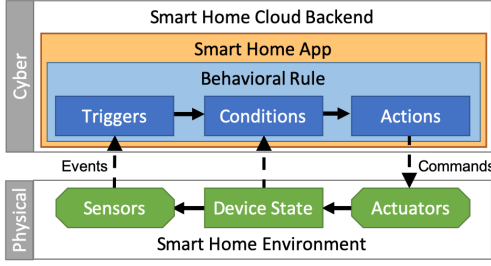 Cyber
Smart Home Cloud Backend
Smart Home App
Behavioral Rule
Triggers
Conditions
Actions
Events
Commands
Physical
Sensors
Device State
Actuators
Smart Home Environment